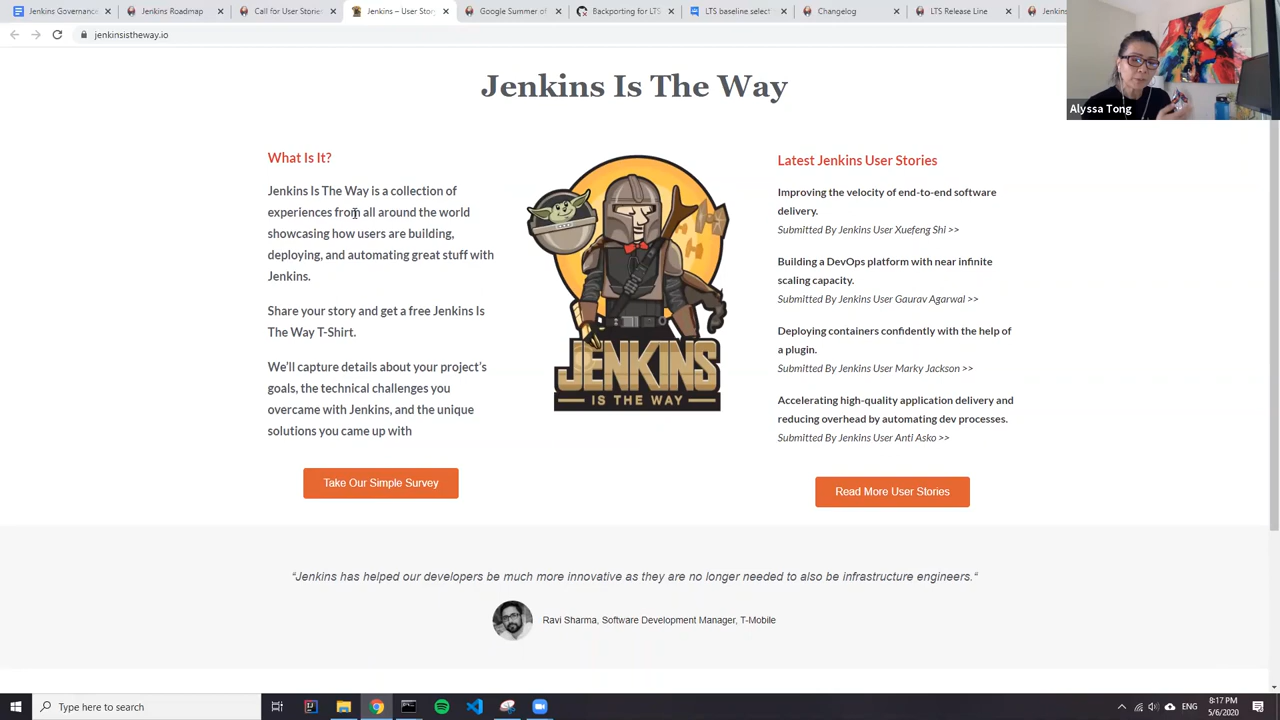 Jenkins Governance
Jenkins Roadmap
Call for User Stories
Jenkins – User Stor
Google Summer of
Backporting for LTS
LTS baseline select
Changelog
LTS Release Line
Jenkins
jenkinsistheway.io
Alyssa Tong
Jenkins Is The Way
What Is It?
Jenkins Is The Way is a collection of
experiences from all around the world
showcasing how users are building,
deploying, and automating great stuff with
Jenkins.
Share your story and get a free Jenkins Is
The Way T-Shirt.
We’ll capture details about your project’s
goals, the technical challenges you
overcame with Jenkins, and the unique
solutions you came up with
Take Our Simple Survey
JENKINS
IS THE WAY
Latest Jenkins User Stories
Improving the velocity of end-to-end software
delivery.
Submitted By Jenkins User Xuefeng Shi >>
Building a DevOps platform with near infinite
scaling capacity.
Submitted By Jenkins User Gaurav Agarwal >>
Deploying containers confidently with the help of
a plugin.
Submitted By Jenkins User Marky Jackson >>
Accelerating high-quality application delivery and
reducing overhead by automating dev processes.
Submitted By Jenkins User Anti Asko >>
Read More User Stories
“Jenkins has helped our developers be much more innovative as they are no longer needed to also be infrastructure engineers.“
Ravi Sharma, Software Development Manager, T-Mobile
Type here to search
ENG
8:17 PM
5/6/2020